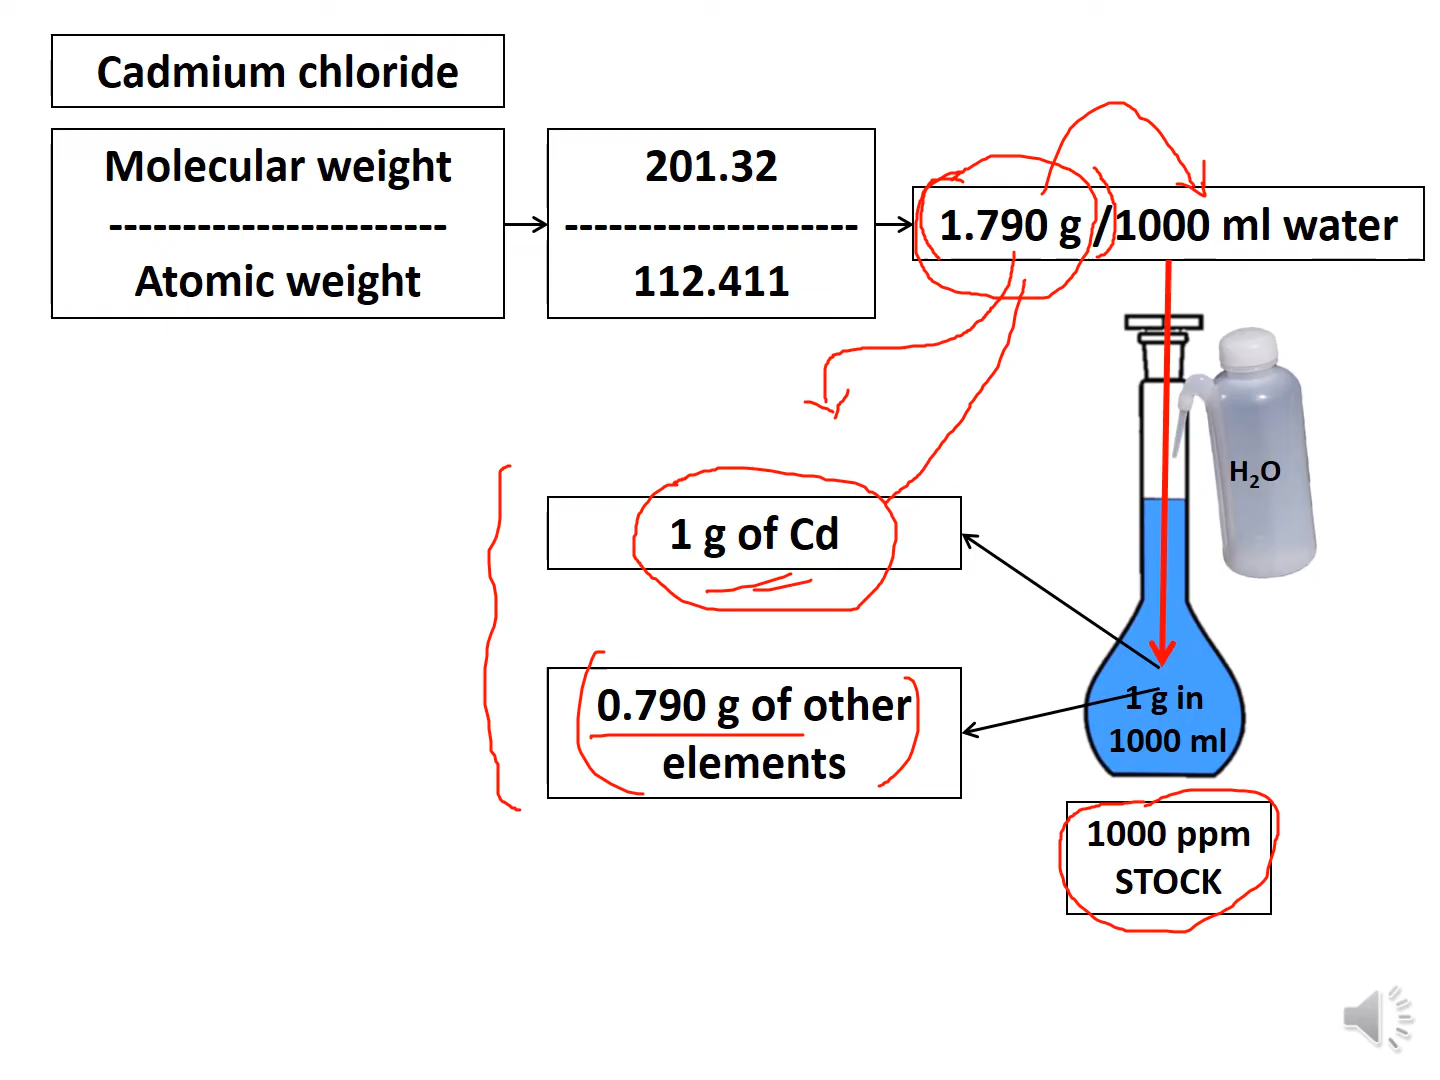 Cadmium chloride
Molecular weight
----------------------
Atomic weight
201.32
-------------------
112.411
1.790 g /1000 ml water
H₂O
1 g of Cd
0.790 g of other
elements
1 g in
1000 ml
1000 ppm
STOCK